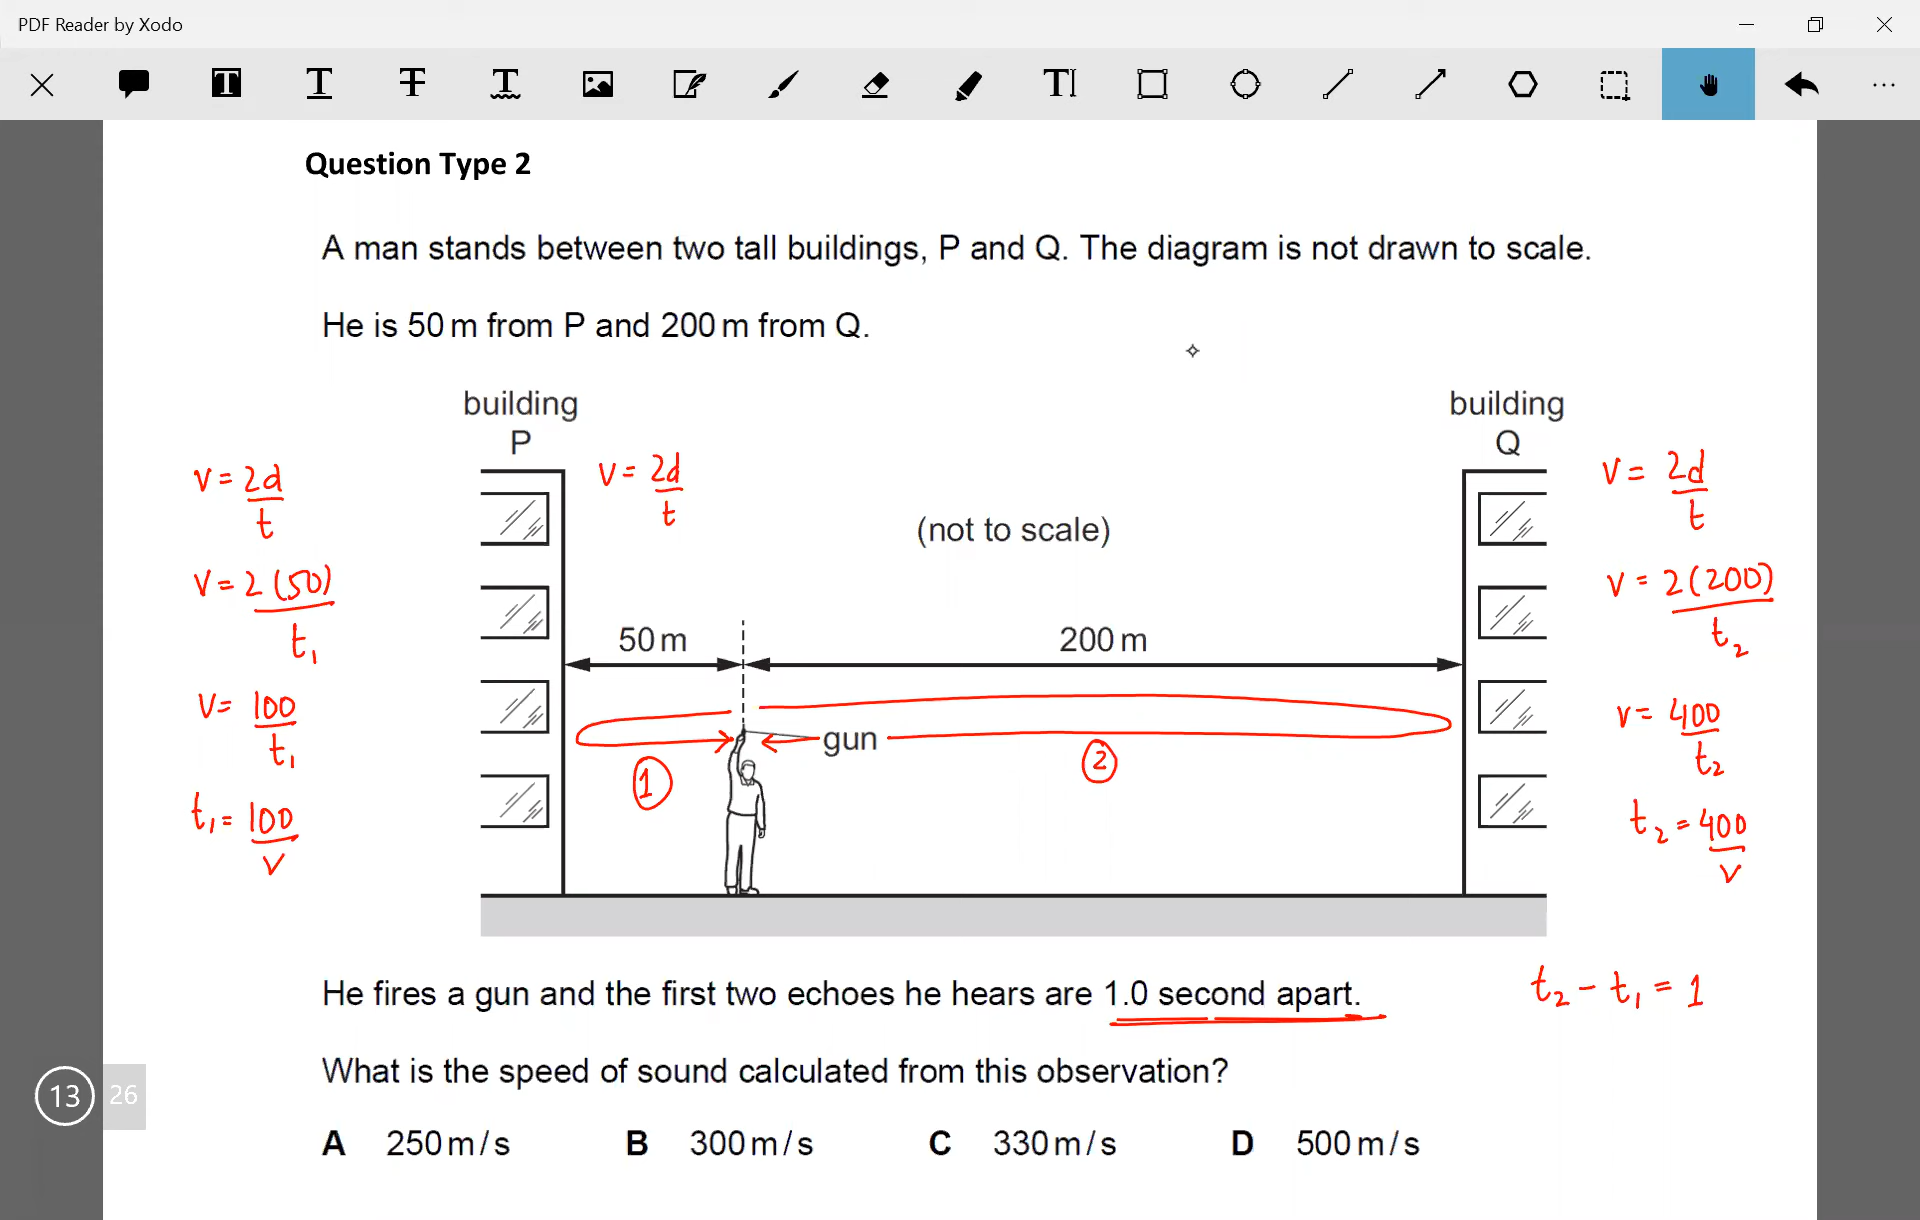 PDF Reader by Xodo
Question Type 2
A man stands between two tall buildings, P and Q. The diagram is not drawn to scale.
He is 50 m from P and 200 m from Q.
building
P
building
Q
v = 2d
t
v = 2(50)
t₁
v = 100
t₁
t₁ = 100
v
v = 2d
t
(not to scale)
50 m
200 m
gun
1
2
v = 2d
t
v = 2(200)
t₂
v = 400
t₂
t₂ = 400
v
He fires a gun and the first two echoes he hears are 1.0 second apart.
t₂ - t₁ = 1
What is the speed of sound calculated from this observation?
13 26
A 250 m/s B 300 m/s C 330 m/s D 500 m/s